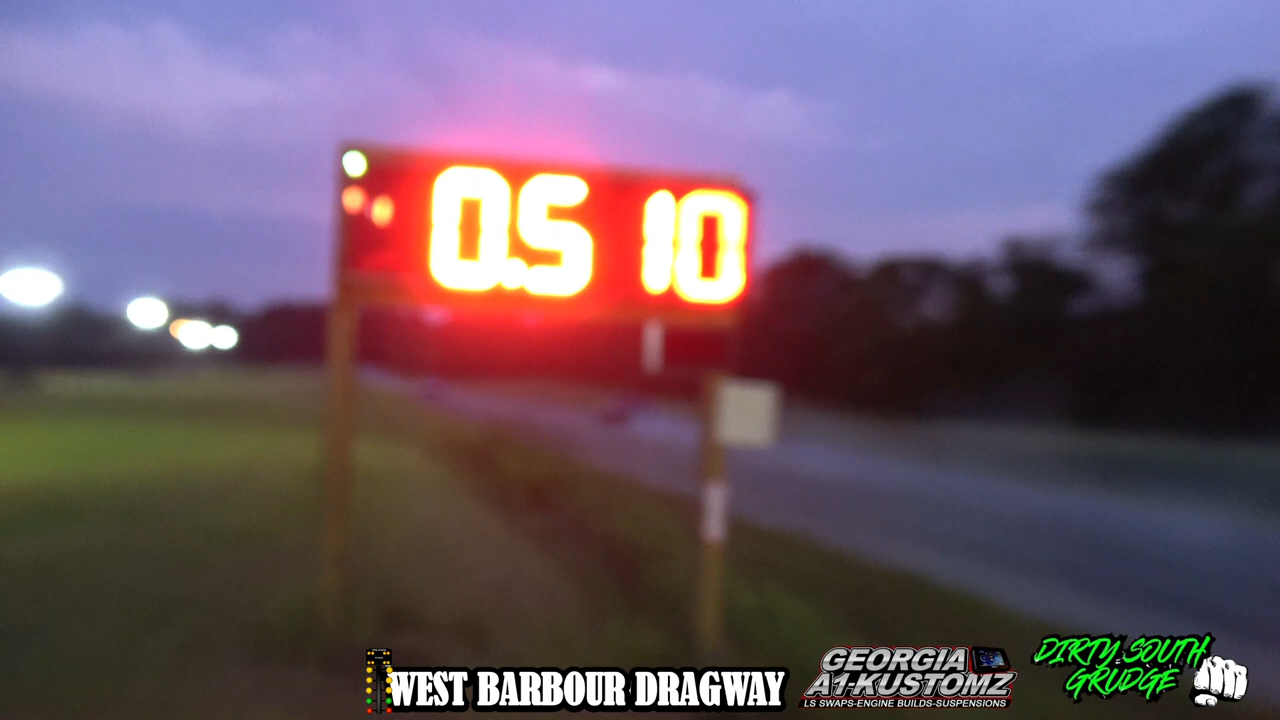 0.5 10
WEST BARBOUR DRAGWAY
GEORGIA
A1-KUSTOMZ
LS SWAPS-ENGINE BUILDS-SUSPENSIONS
DIRTY SOUTH
GRUDGE